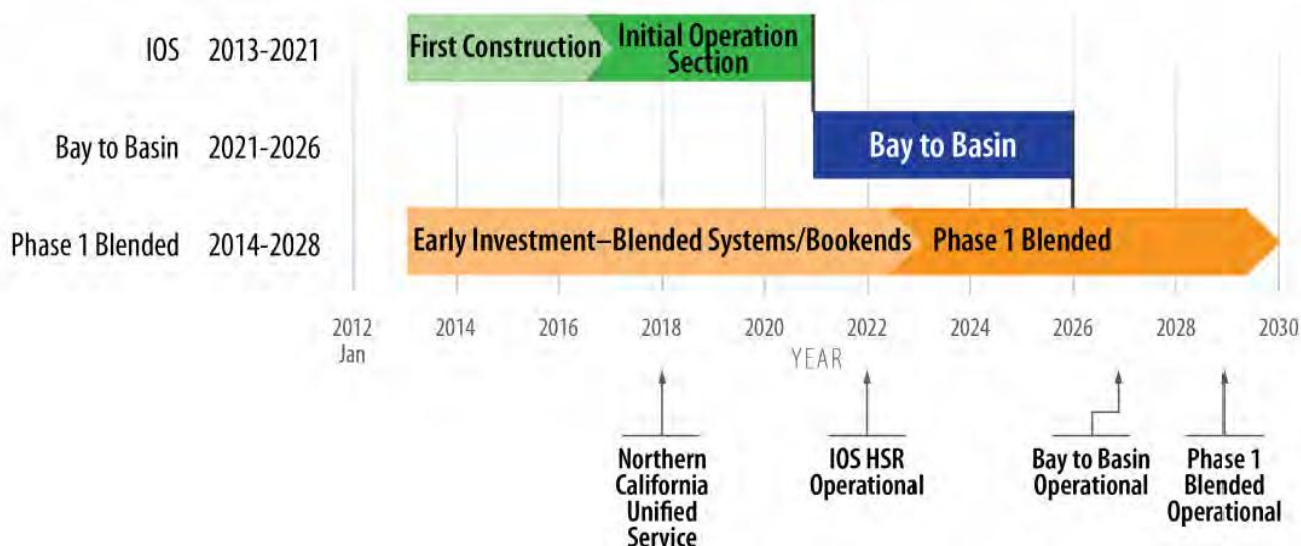 IOS 2013-2021
First Construction
Initial Operation
Section
Bay to Basin 2021-2026
Bay to Basin
Phase 1 Blended 2014-2028
Early Investment–Blended Systems/Bookends
Phase 1 Blended
2012 2014 2016 2018 2020 2022 2024 2026 2028 2030
Jan
YEAR
Northern
California
Unified
Service
IOS HSR
Operational
Bay to Basin
Operational
Phase 1
Blended
Operational